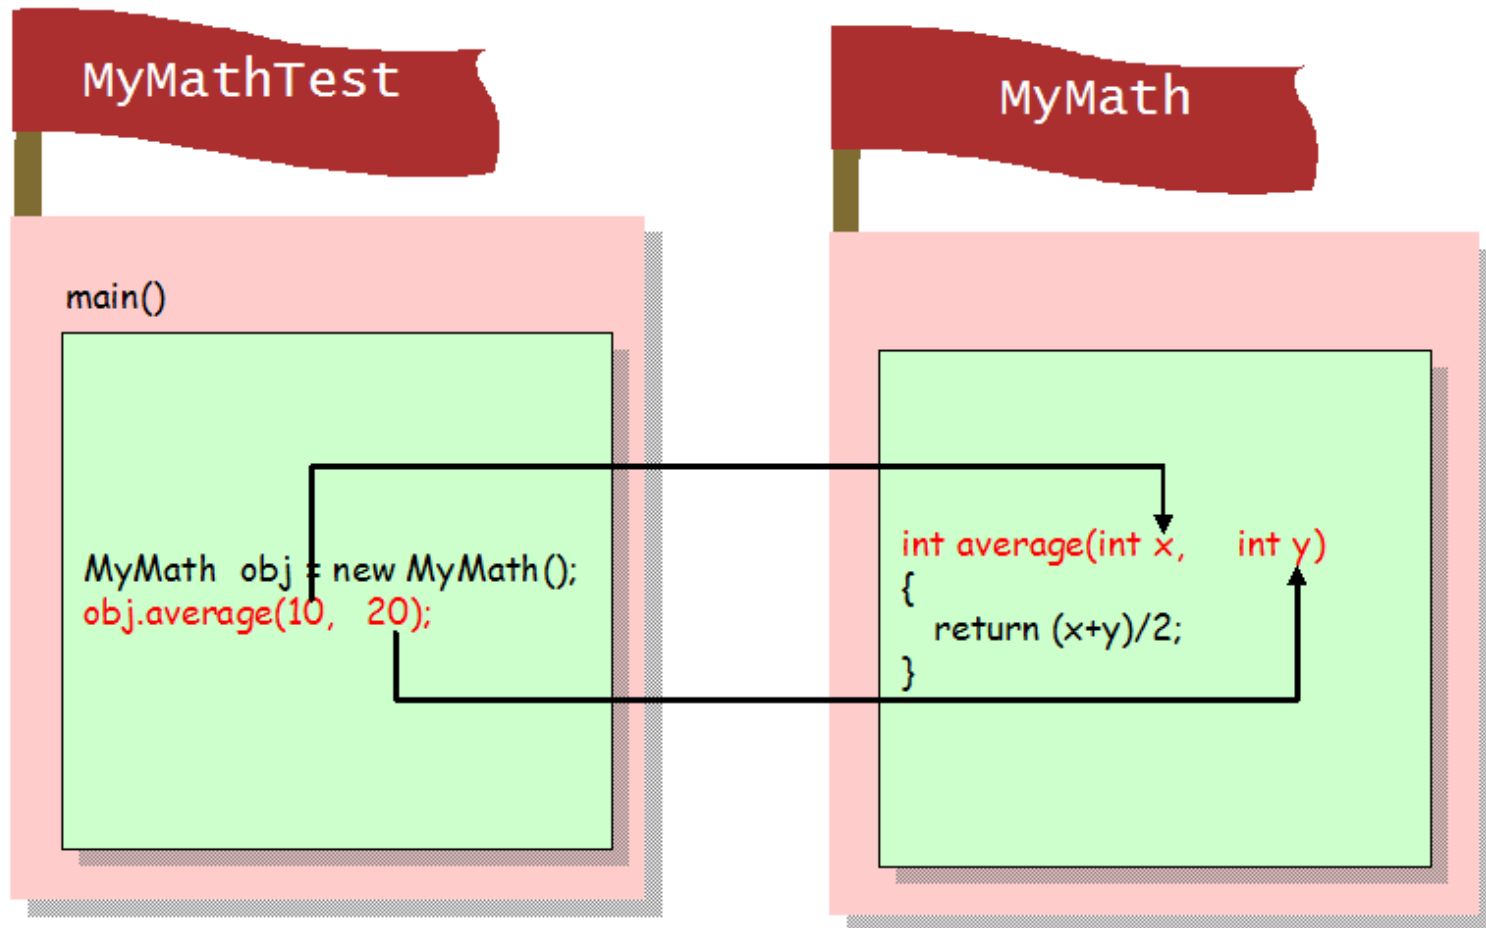 MyMathTest
main()
MyMath obj = new MyMath();
obj.average(10, 20);
MyMath
int average(int x, int y)
{
return (x+y)/2;
}